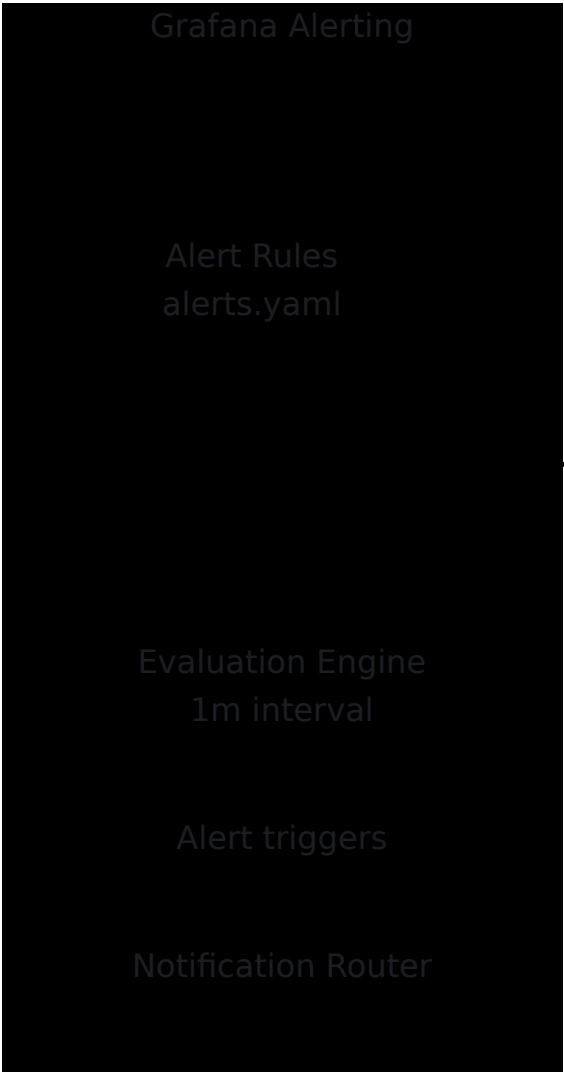 Grafana Alerting
Alert Rules
alerts.yaml
Evaluation Engine
1m interval
Alert triggers
Notification Router